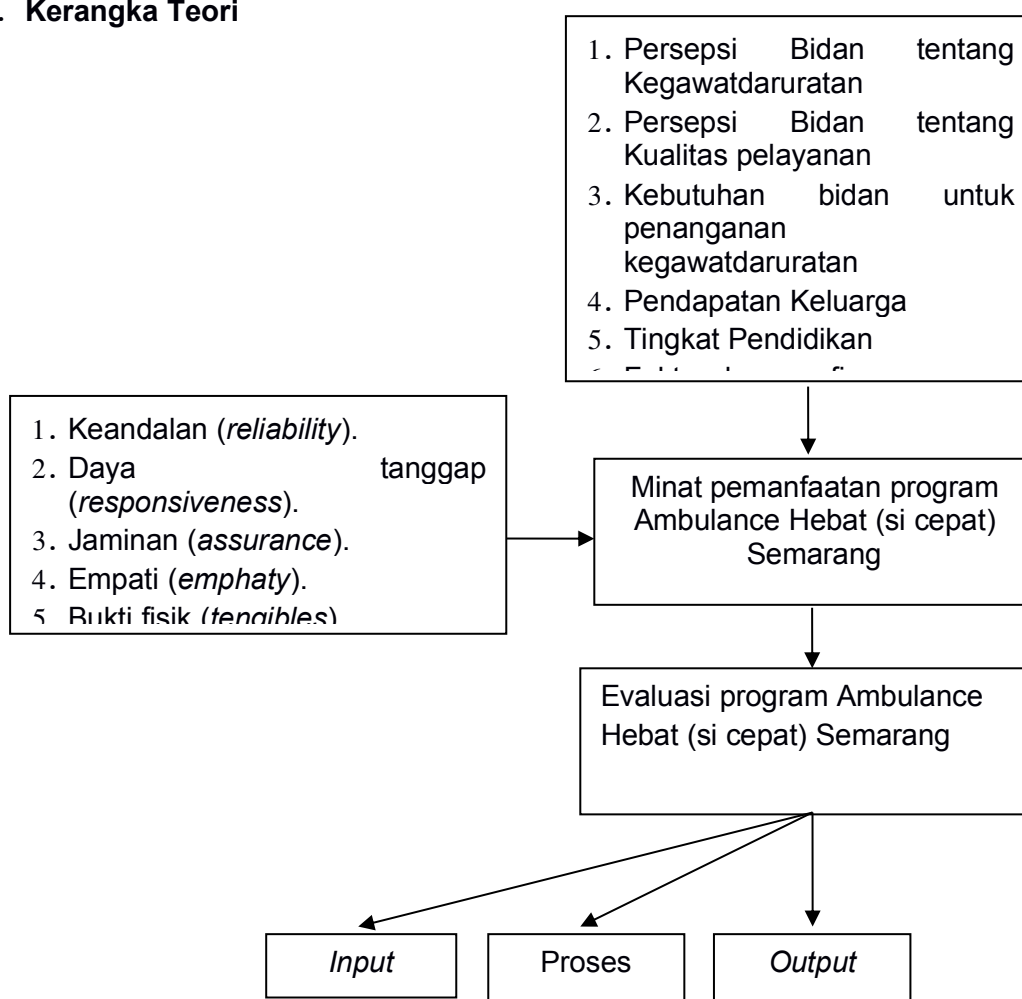 . Kerangka Teori
1. Persepsi Bidan tentang
Kegawatdaruratan
2. Persepsi Bidan tentang
Kualitas pelayanan
3. Kebutuhan bidan untuk
penanganan
kegawatdaruratan
4. Pendapatan Keluarga
5. Tingkat Pendidikan
1. Keandalan (reliability).
2. Daya tanggap
(responsiveness).
3. Jaminan (assurance).
4. Empati (emphaty).
5. Bukti fisik (tengibles)
Minat pemanfaatan program
Ambulance Hebat (si cepat)
Semarang
Evaluasi program Ambulance
Hebat (si cepat) Semarang
Input
Proses
Output